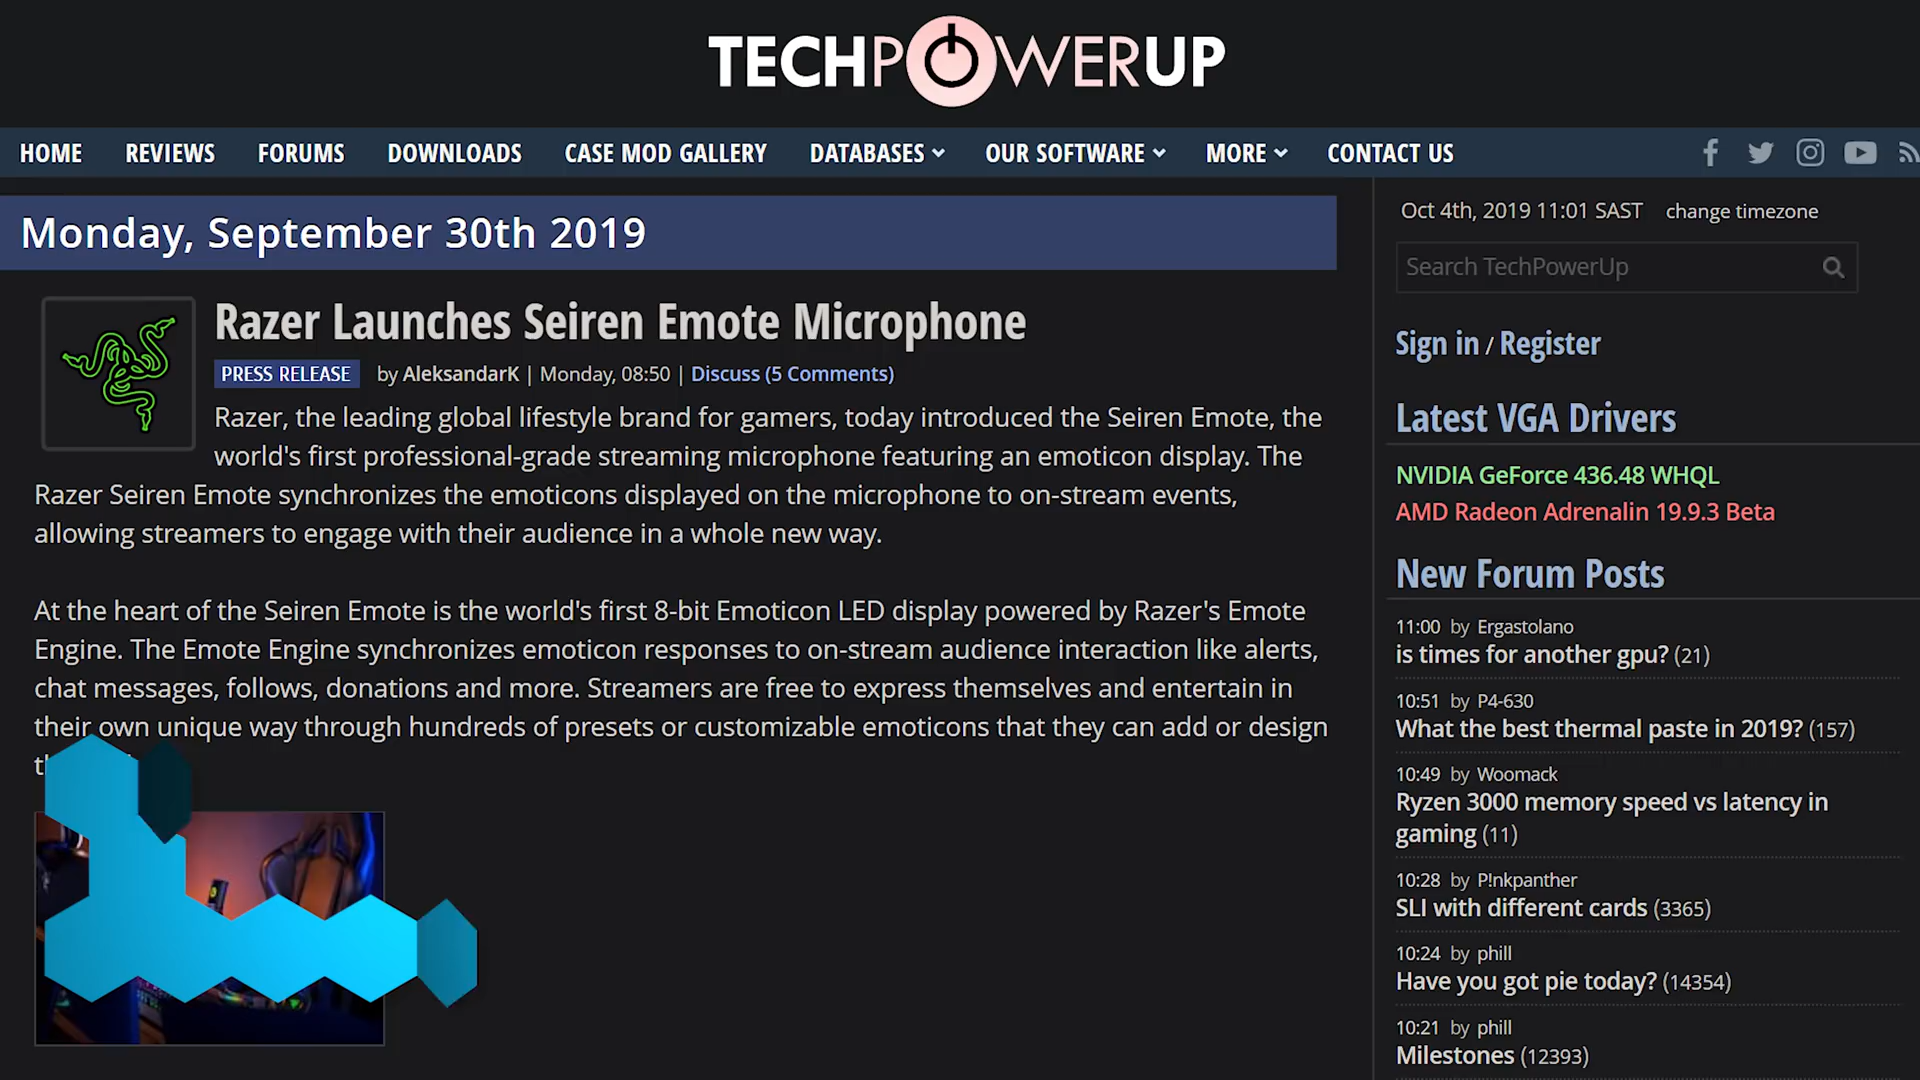 TECHPOWERUP
HOME REVIEWS FORUMS DOWNLOADS CASE MOD GALLERY DATABASES OUR SOFTWARE MORE CONTACT US
Monday, September 30th 2019
Razer Launches Seiren Emote Microphone
PRESS RELEASE by AleksandarK | Monday, 08:50 | Discuss (5 Comments)
Razer, the leading global lifestyle brand for gamers, today introduced the Seiren Emote, the
world's first professional-grade streaming microphone featuring an emoticon display. The
Razer Seiren Emote synchronizes the emoticons displayed on the microphone to on-stream events,
allowing streamers to engage with their audience in a whole new way.
At the heart of the Seiren Emote is the world's first 8-bit Emoticon LED display powered by Razer's Emote
Engine. The Emote Engine synchronizes emoticon responses to on-stream audience interaction like alerts,
chat messages, follows, donations and more. Streamers are free to express themselves and entertain in
their own unique way through hundreds of presets or customizable emoticons that they can add or design
Oct 4th, 2019 11:01 SAST change timezone
Search TechPowerUp
Sign in / Register
Latest VGA Drivers
NVIDIA GeForce 436.48 WHQL
AMD Radeon Adrenalin 19.9.3 Beta
New Forum Posts
11:00 by Ergastolano
is times for another gpu? (21)
10:51 by P4-630
What the best thermal paste in 2019? (157)
10:49 by Woomack
Ryzen 3000 memory speed vs latency in
gaming (11)
10:28 by P!nkpanther
SLI with different cards (3365)
10:24 by phill
Have you got pie today? (14354)
10:21 by phill
Milestones (12393)